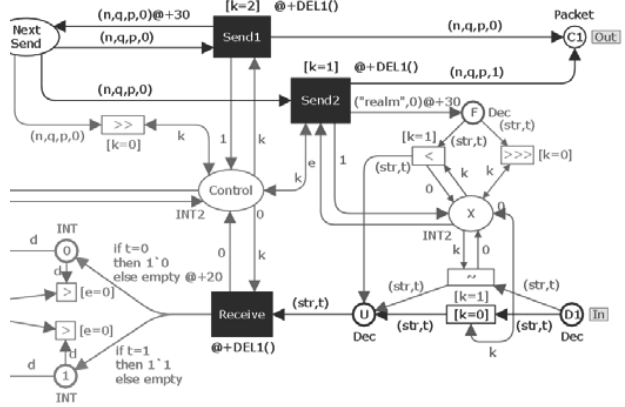 [k=2] @+DEL1()
Packet
Next
Send
(n,q,p,0)@+30
(n,q,p,0)
Send1
(n,q,p,0)
C1
Out
[k=1] @+DEL1()
(n,q,p,0)
Send2
(n,q,p,1)
("realm",0)@+30
F
Dec
(n,q,p,0)
>>
[k=0]
k
1
k
k
e
1
[k=1]
(str,t)
(str,t)
<
(str,t)
>>>
[k=0]
0
k
0
k
Control
INT2
X
0
INT2
0
0
k
k
0
~
(str,t)
(str,t)
[k=1]
INT
d
0
d
if t=0
then 1`0
else empty @+20
>
[e=0]
>
[e=0]
d
d
1
INT
if t=1
then 1`1
else empty
Receive
@+DEL1()
(str,t)
U
Dec
(str,t)
[k=0]
(str,t)
D1
Dec
In
k